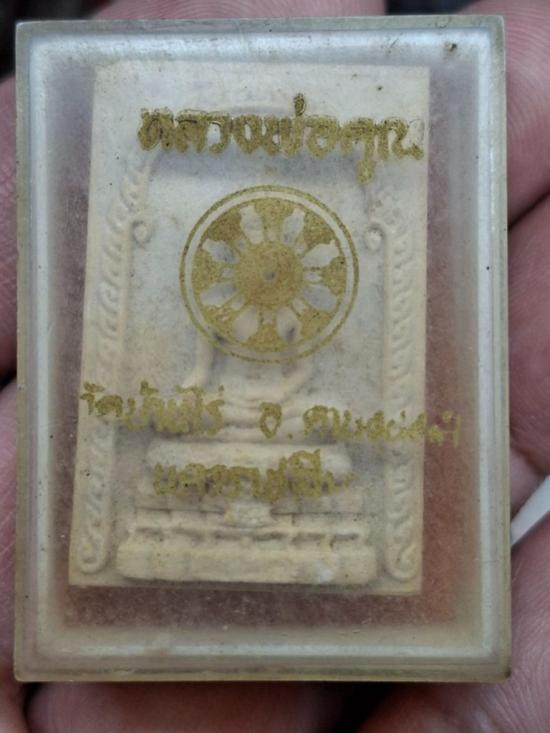 หลวงพ่อคูณ
วัดบ้านไร่ อ. ด่านขุนทด
นครราชสีมา